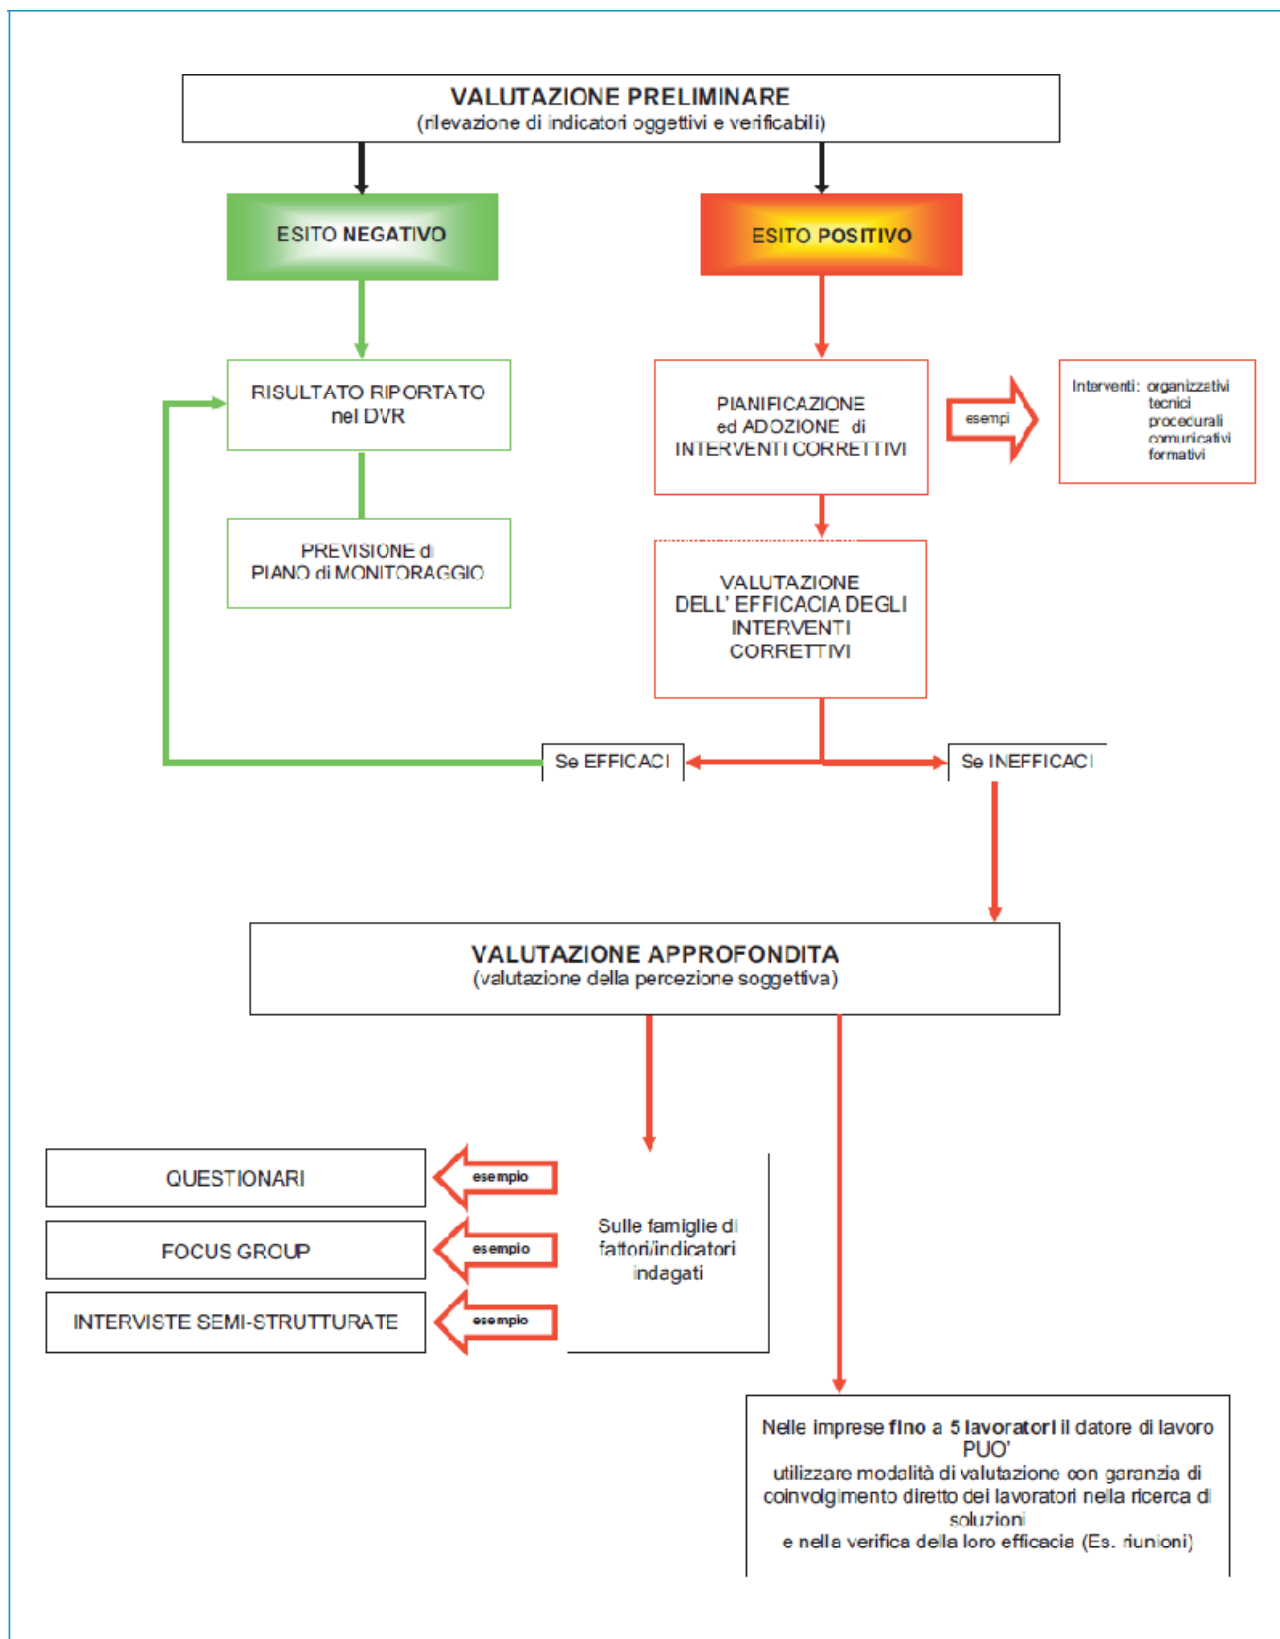 VALUTAZIONE PRELIMINARE
(rilevazione di indicatori oggettivi e verificabili)
ESITO NEGATIVO
ESITO POSITIVO
RISULTATO RIPORTATO
nel DVR
PIANIFICAZIONE
ed ADOZIONE di
INTERVENTI CORRETTIVI
esempi
Interventi: organizzativi
tecnici
procedurali
comunicativi
formativi
PREVISIONE di
PIANO di MONITORAGGIO
VALUTAZIONE
DELL' EFFICACIA DEGLI
INTERVENTI
CORRETTIVI
Se EFFICACI
Se INEFFICACI
VALUTAZIONE APPROFONDITA
(valutazione della percezione soggettiva)
QUESTIONARI
esempio
FOCUS GROUP
esempio
INTERVISTE SEMI-STRUTTURATE
esempio
Sulle famiglie di
fattori/indicatori
indagati
Nelle imprese fino a 5 lavoratori il datore di lavoro
PUO'
utilizzare modalità di valutazione con garanzia di
coinvolgimento diretto dei lavoratori nella ricerca di
soluzioni
e nella verifica della loro efficacia (Es. riunioni)